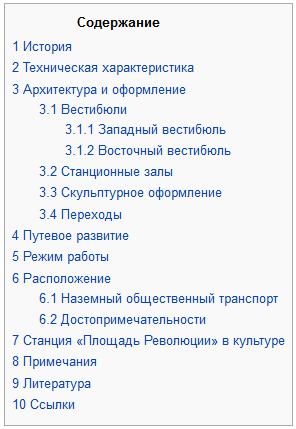 Содержание
1 История
2 Техническая характеристика
3 Архитектура и оформление
3.1 Вестибюли
3.1.1 Западный вестибюль
3.1.2 Восточный вестибюль
3.2 Станционные залы
3.3 Скульптурное оформление
3.4 Переходы
4 Путевое развитие
5 Режим работы
6 Расположение
6.1 Наземный общественный транспорт
6.2 Достопримечательности
7 Станция «Площадь Революции» в культуре
8 Примечания
9 Литература
10 Ссылки